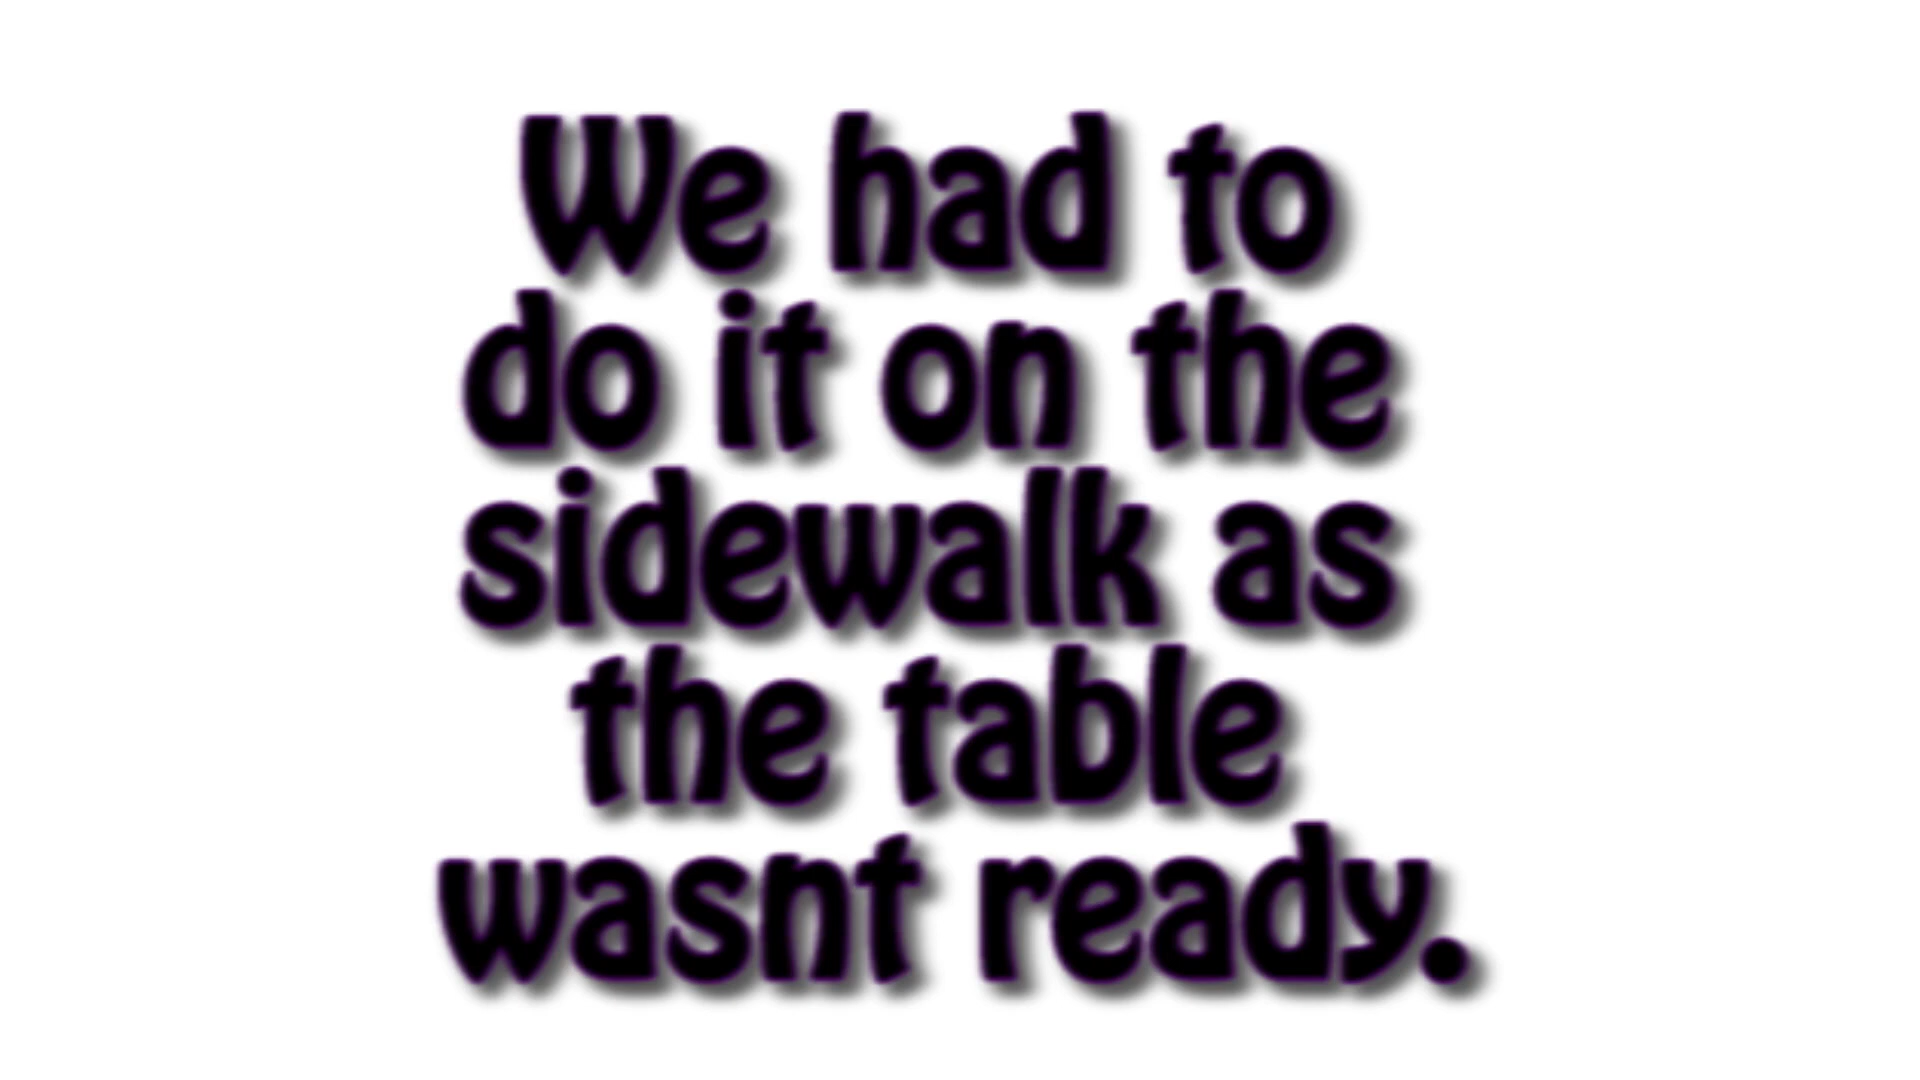 We had to
do it on the
sidewalk as
the table
wasnt ready.